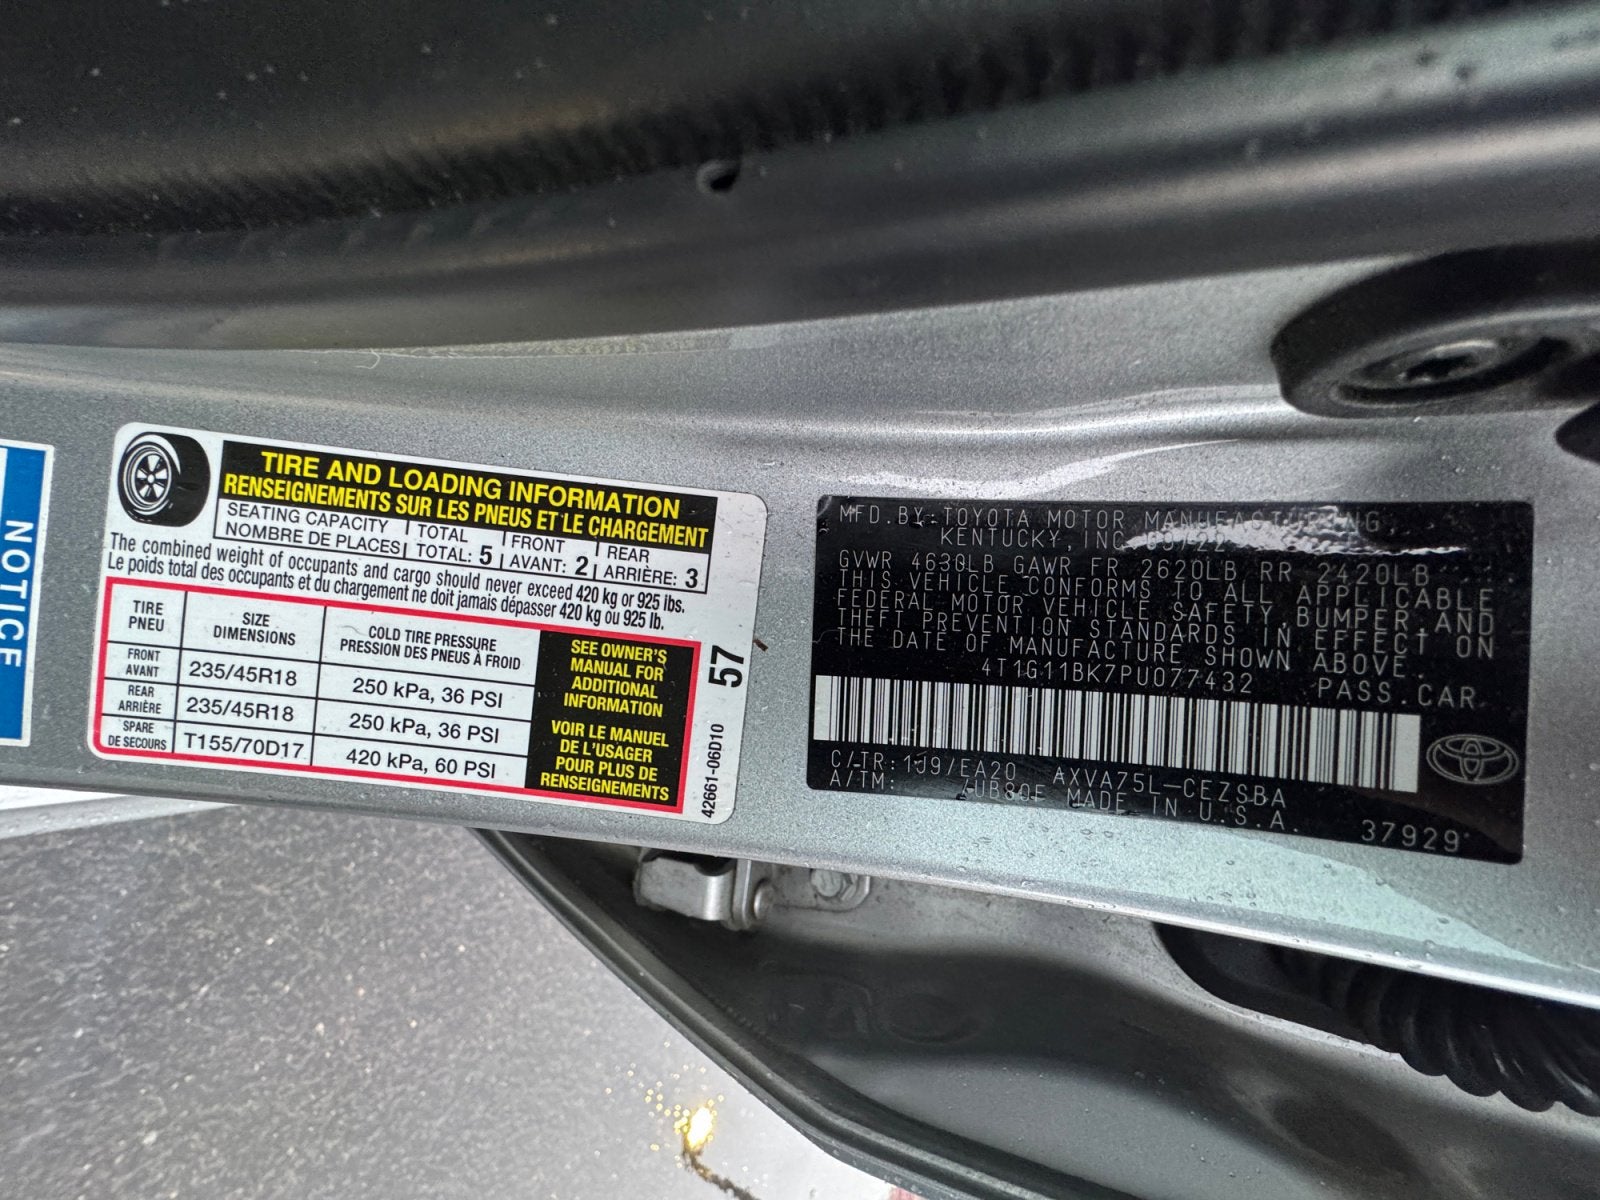 NOTICE
TIRE AND LOADING INFORMATION
RENSEIGNEMENTS SUR LES PNEUS ET LE CHARGEMENT
SEATING CAPACITY TOTAL FRONT REAR
NOMBRE DE PLACES TOTAL: 5 AVANT: 2 ARRIÈRE: 3
The combined weight of occupants and cargo should never exceed 420 kg or 925 lbs.
Le poids total des occupants et du chargement ne doit jamais dépasser 420 kg ou 925 lb.
TIRE SIZE COLD TIRE PRESSURE
PNEU DIMENSIONS PRESSION DES PNEUS À FROID
FRONT
AVANT 235/45R18 250 kPa, 36 PSI
REAR
ARRIÈRE 235/45R18 250 kPa, 36 PSI
SPARE
DE SECOURS T155/70D17 420 kPa, 60 PSI
SEE OWNER'S
MANUAL FOR
ADDITIONAL
INFORMATION
VOIR LE MANUEL
DE L'USAGER
POUR PLUS DE
RENSEIGNEMENTS
57
42661-06D10
MFD.BY:TOYOTA MOTOR MANUFACTURING
KENTUCKY, INC. 09/22
GVWR 4630LB GAWR FR 2620LB RR 2420LB
THIS VEHICLE CONFORMS TO ALL APPLICABLE
FEDERAL MOTOR VEHICLE SAFETY, BUMPER, AND
THEFT PREVENTION STANDARDS IN EFFECT ON
THE DATE OF MANUFACTURE SHOWN ABOVE.
4T1G11BK7PU077432 PASS.CAR
C/TR:1J9/EA20 AXVA75L-CEZSBA
A/TM: /UB80F MADE IN U.S.A. 37929